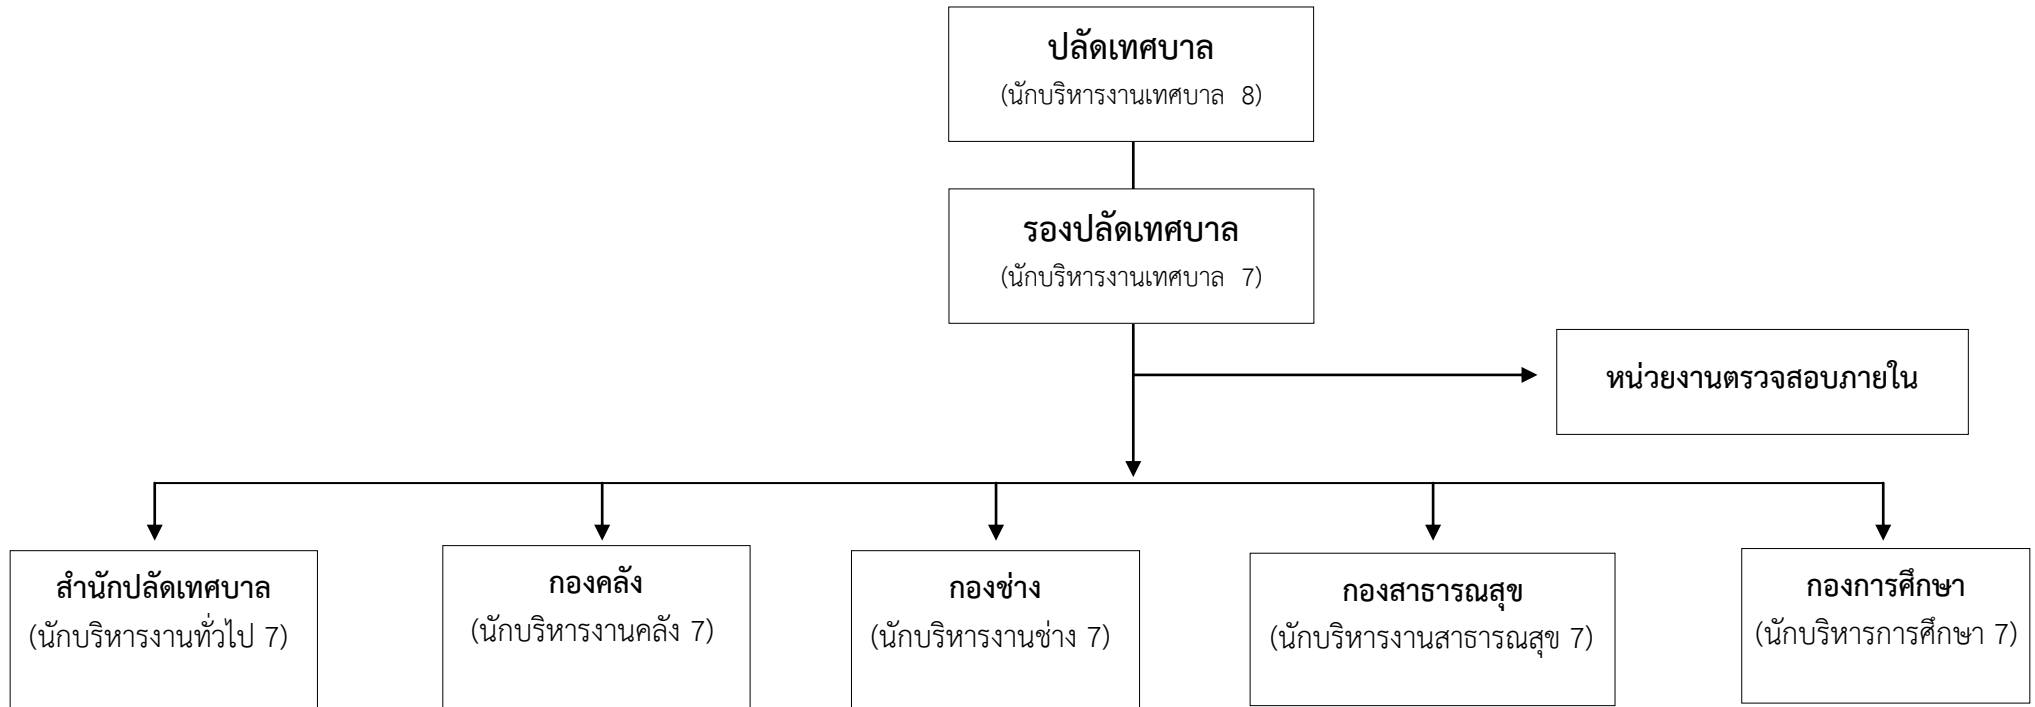 ปลัดเทศบาล
(นักบริหารงานเทศบาล 8)
รองปลัดเทศบาล
(นักบริหารงานเทศบาล 7)
หน่วยงานตรวจสอบภายใน
สำนักปลัดเทศบาล
(นักบริหารงานทั่วไป 7)
กองคลัง
(นักบริหารงานคลัง 7)
กองช่าง
(นักบริหารงานช่าง 7)
กองสาธารณสุข
(นักบริหารงานสาธารณสุข 7)
กองการศึกษา
(นักบริหารการศึกษา 7)